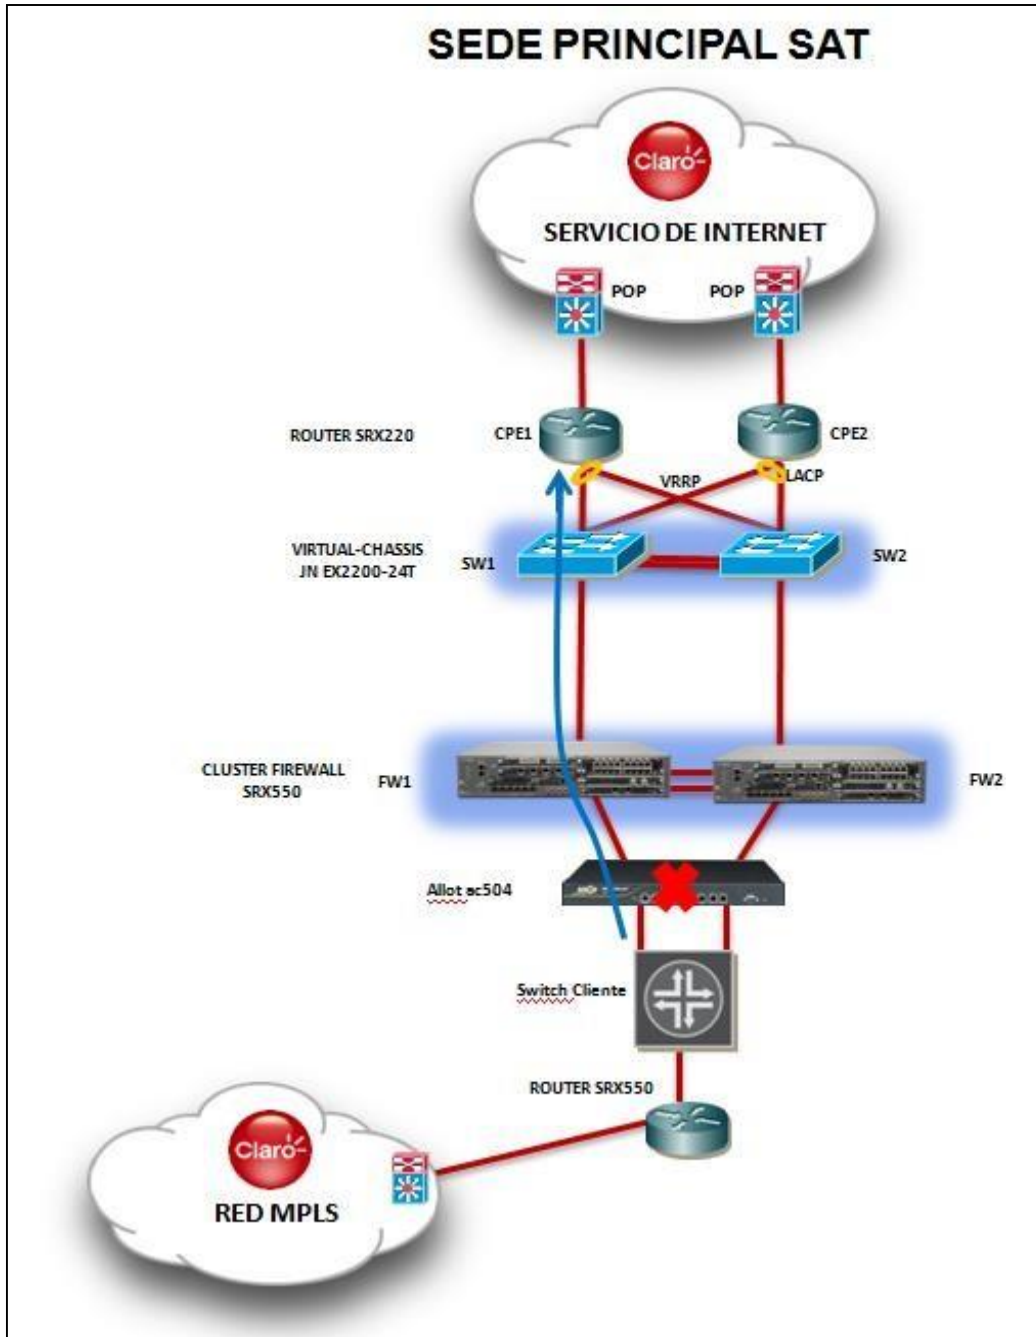 SEDE PRINCIPAL SAT
Claro
SERVICIO DE INTERNET
POP
POP
ROUTER SRX220
CPE1
CPE2
VRRP
LACP
VIRTUAL-CHASSIS
JN EX2200-24T
SW1
SW2
CLUSTER FIREWALL
SRX550
FW1
FW2
Allot ac504
Switch Cliente
ROUTER SRX550
Claro
RED MPLS